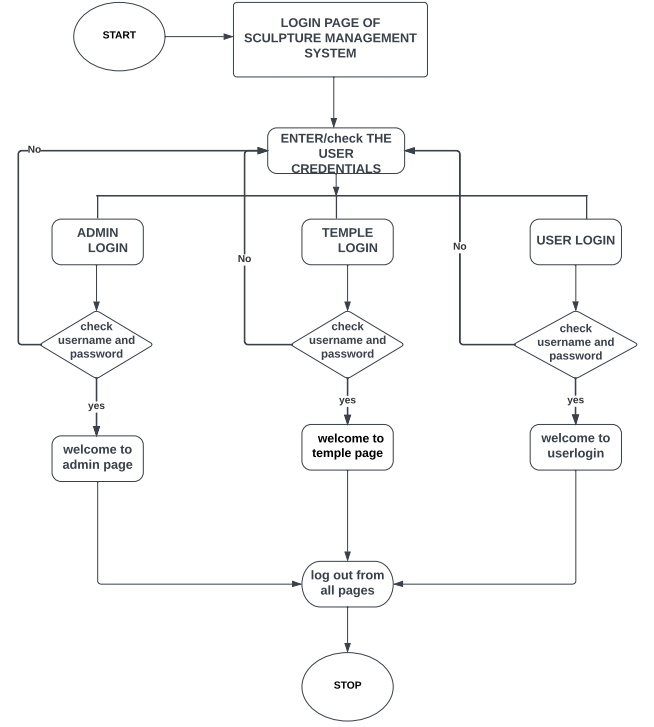 START
LOGIN PAGE OF
SCULPTURE MANAGEMENT
SYSTEM
ENTER/check THE
USER
CREDENTIALS
No
ADMIN
LOGIN
TEMPLE
LOGIN
USER LOGIN
No
No
check
username and
password
check
username and
password
check
username and
password
yes
yes
yes
welcome to
admin page
welcome to
temple page
welcome to
userlogin
log out from
all pages
STOP